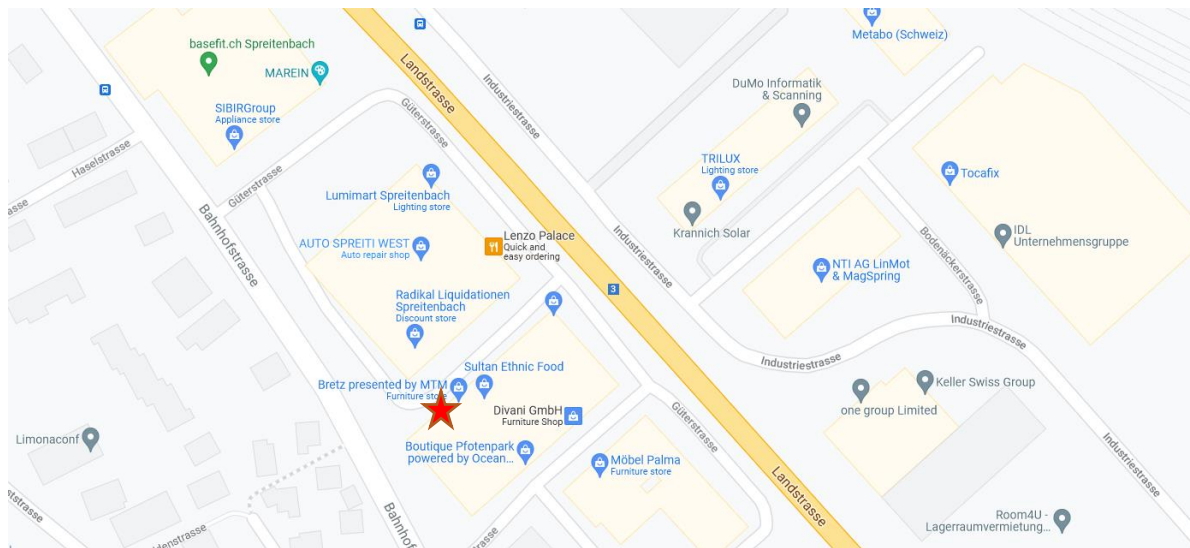 basefit.ch Spreitenbach
MAREIN
SIBIRGroup
Appliance store
Haselstrasse
asse
Güterstrasse
Bahnhofstrasse
Landstrasse
Güterstrasse
Industriestrasse
Metabo (Schweiz)
DuMo Informatik
& Scanning
TRILUX
Lighting store
Krannich Solar
Tocafix
IDL
Unternehmensgruppe
Bodenäckerstrasse
NTI AG LinMot
& MagSpring
Lumimart Spreitenbach
Lighting store
AUTO SPREITI WEST
Auto repair shop
Lenzo Palace
Quick and
easy ordering
Industriestrasse
3
Radikal Liquidationen
Spreitenbach
Discount store
Sultan Ethnic Food
Bretz presented by MTM
Furniture store
Divani GmbH
Furniture Shop
Boutique Pfotenpark
powered by Ocean...
Möbel Palma
Furniture store
Güterstrasse
Landstrasse
Industriestrasse
Industriestrasse
Keller Swiss Group
one group Limited
Industriestrasse
Room4U -
Lagerraumvermietung...
Limonaconf
Bahnhof
ststrasse
denstrasse
sse